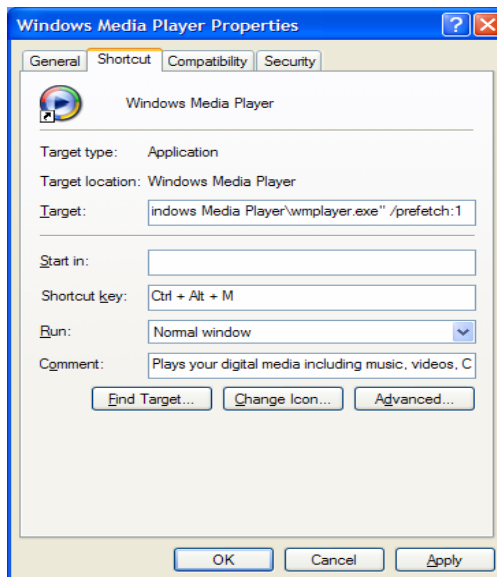 Windows Media Player Properties
General Shortcut Compatibility Security
Windows Media Player
Target type: Application
Target location: Windows Media Player
Target: indows Media Player\wmplayer.exe" /prefetch:1
Start in:
Shortcut key: Ctrl + Alt + M
Run: Normal window
Comment: Plays your digital media including music, videos, C
Find Target... Change Icon... Advanced...
OK Cancel Apply